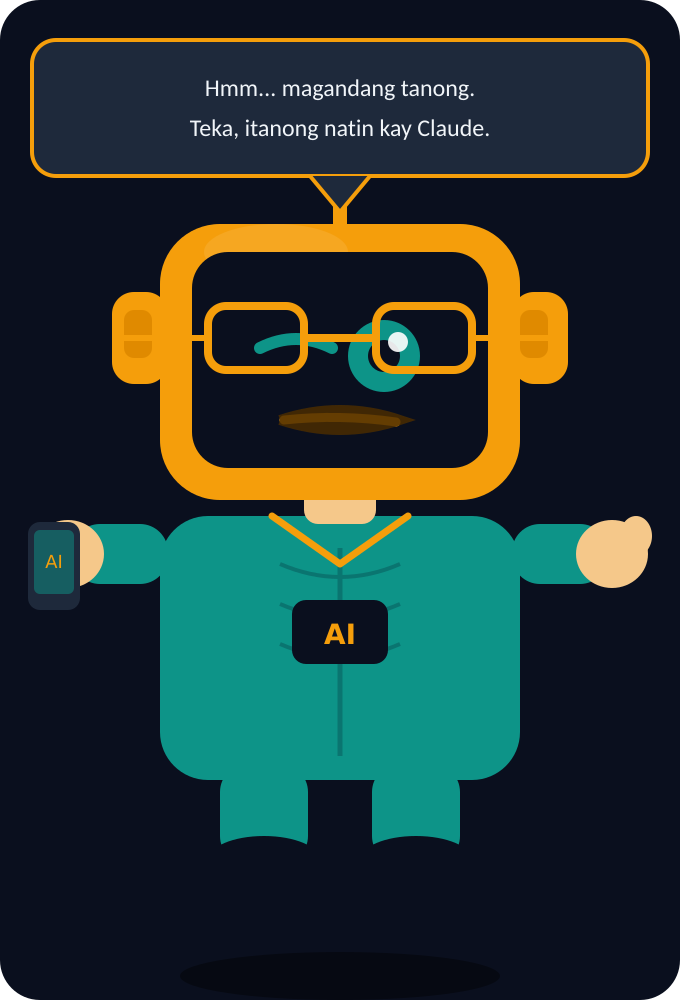 Hmm... magandang tanong.
Teka, itanong natin kay Claude.
AI
AI